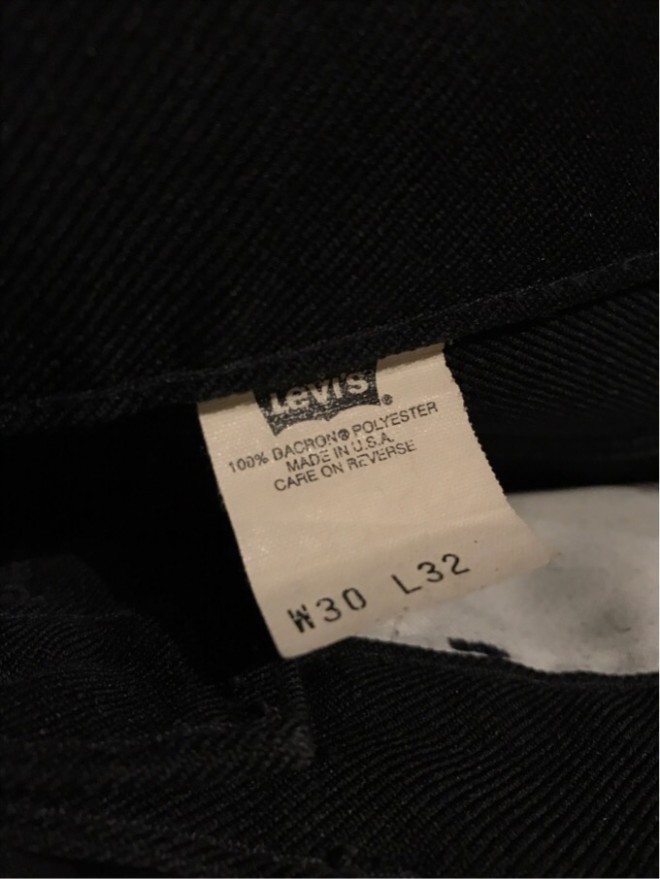 Levi's ®
100% DACRON® POLYESTER
MADE IN U.S.A.
CARE ON REVERSE
W30 L32